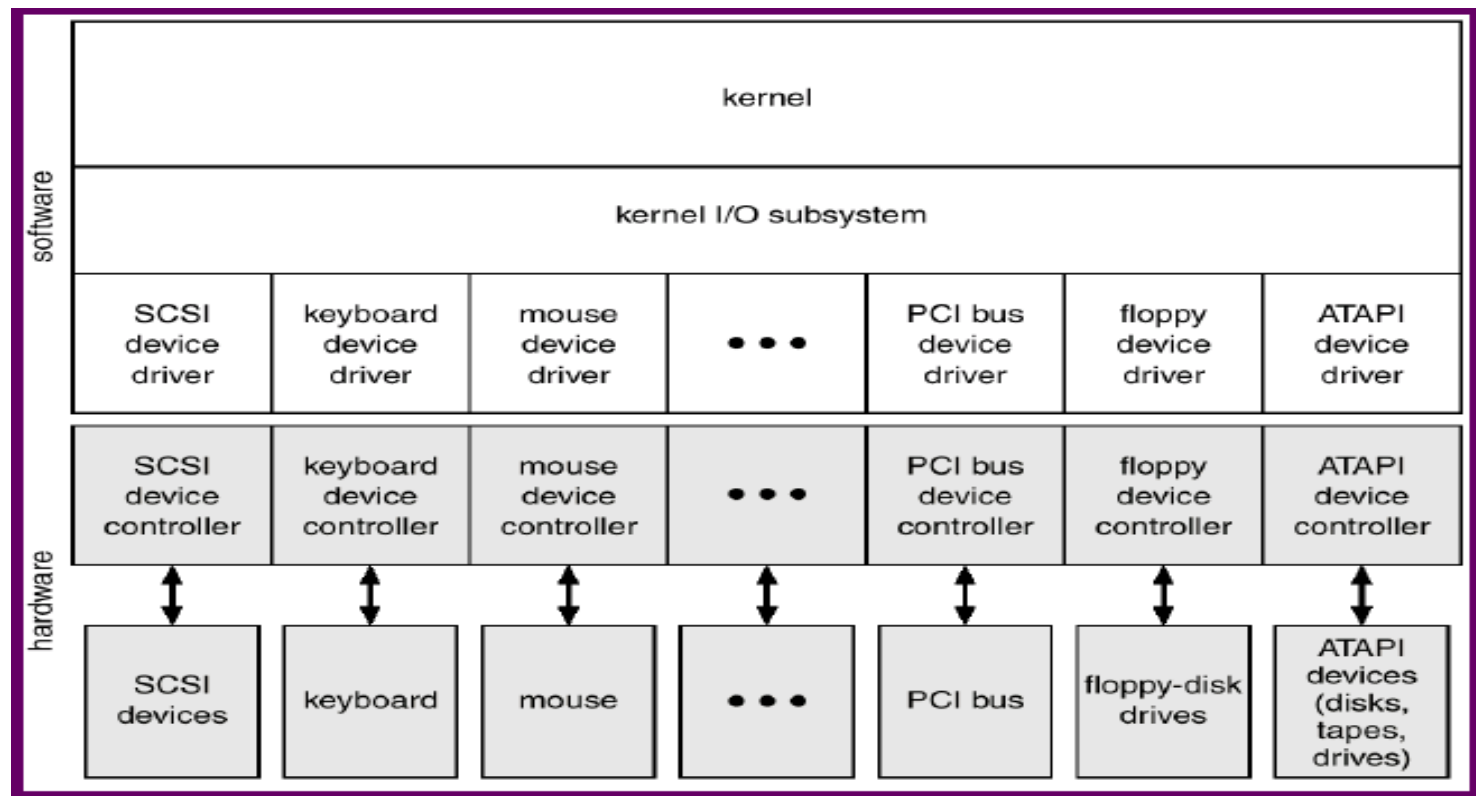 software
kernel
kernel I/O subsystem
SCSI
device
driver
keyboard
device
driver
mouse
device
driver
• • •
PCI bus
device
driver
floppy
device
driver
ATAPI
device
driver
hardware
SCSI
device
controller
keyboard
device
controller
mouse
device
controller
• • •
PCI bus
device
controller
floppy
device
controller
ATAPI
device
controller
SCSI
devices
keyboard
mouse
• • •
PCI bus
floppy-disk
drives
ATAPI
devices
(disks,
tapes,
drives)